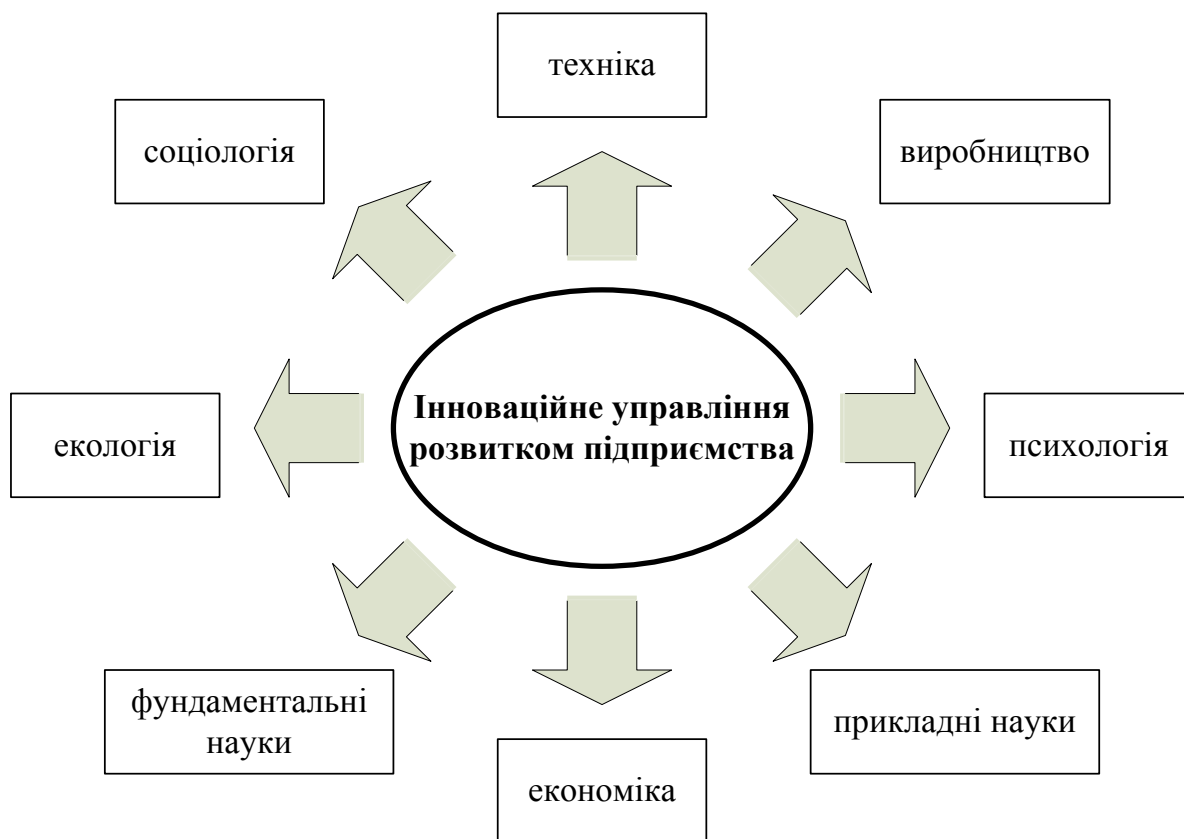 техніка
соціологія
виробництво
Інноваційне управління
розвитком підприємства
екологія
психологія
фундаментальні
науки
прикладні науки
економіка